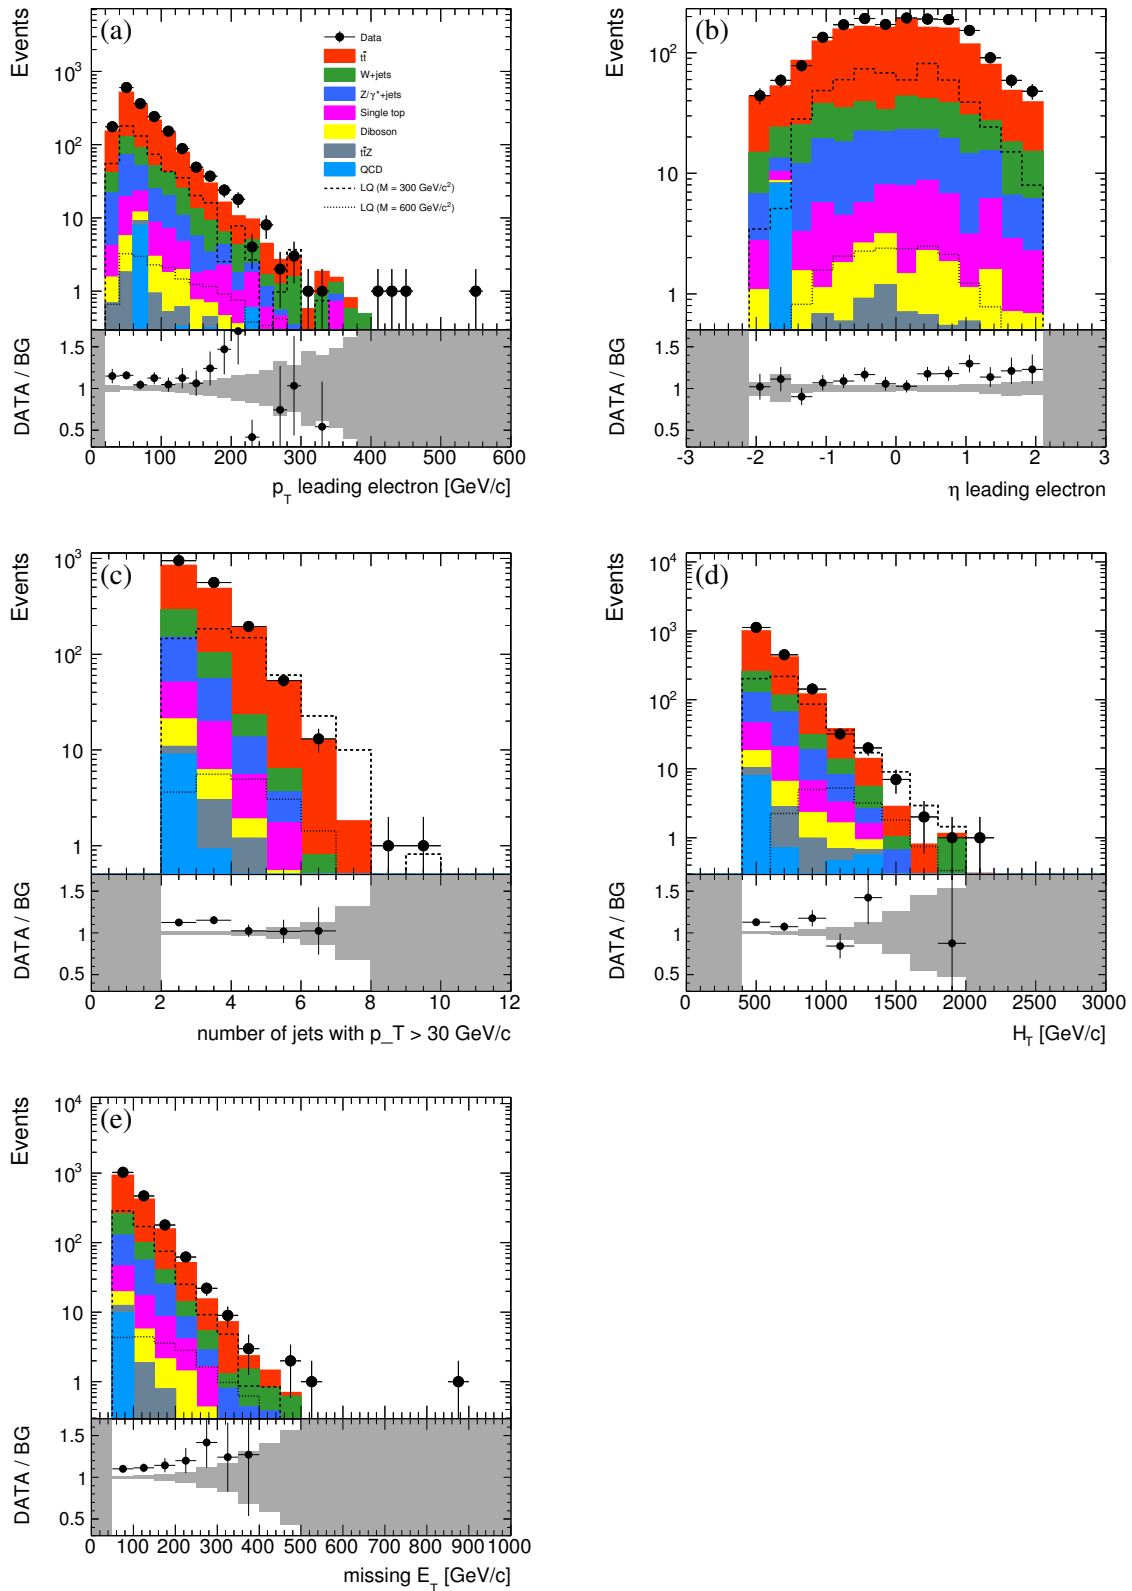 (a)
Events
Data
tt̄
W+jets
Z/γ*+jets
Single top
Diboson
tt̄Z
QCD
LQ (M = 300 GeV/c²)
LQ (M = 600 GeV/c²)
10³
10²
10
1
DATA / BG
1.5
1
0.5
0 100 200 300 400 500 600
p_T leading electron [GeV/c]
(b)
Events
10²
10
1
DATA / BG
1.5
1
0.5
-3 -2 -1 0 1 2 3
η leading electron
(c)
Events
10³
10²
10
1
DATA / BG
1.5
1
0.5
0 2 4 6 8 10 12
number of jets with p_T > 30 GeV/c
(d)
Events
10⁴
10³
10²
10
1
DATA / BG
1.5
1
0.5
0 500 1000 1500 2000 2500 3000
H_T [GeV/c]
(e)
Events
10⁴
10³
10²
10
1
DATA / BG
1.5
1
0.5
0 100 200 300 400 500 600 700 800 900 1000
missing E_T [GeV/c]